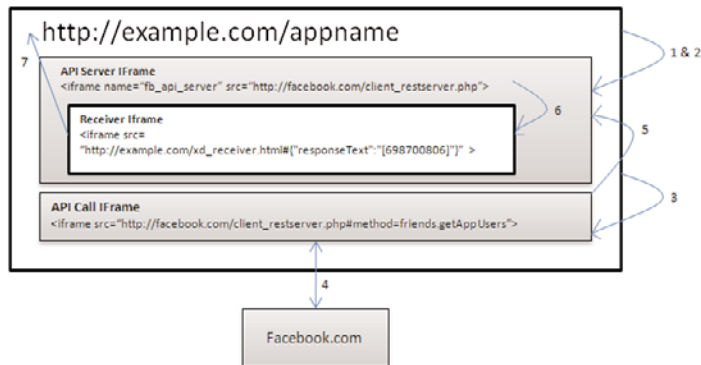 http://example.com/appname
1 & 2
7
API Server IFrame
<iframe name="fb_api_server" src="http://facebook.com/client_restserver.php">
6
Receiver Iframe
<iframe src=
"http://example.com/xd_receiver.html#{"responseText":"[698700806]"}" >
5
3
API Call IFrame
<iframe src="http://facebook.com/client_restserver.php#method=friends.getAppUsers">
4
Facebook.com